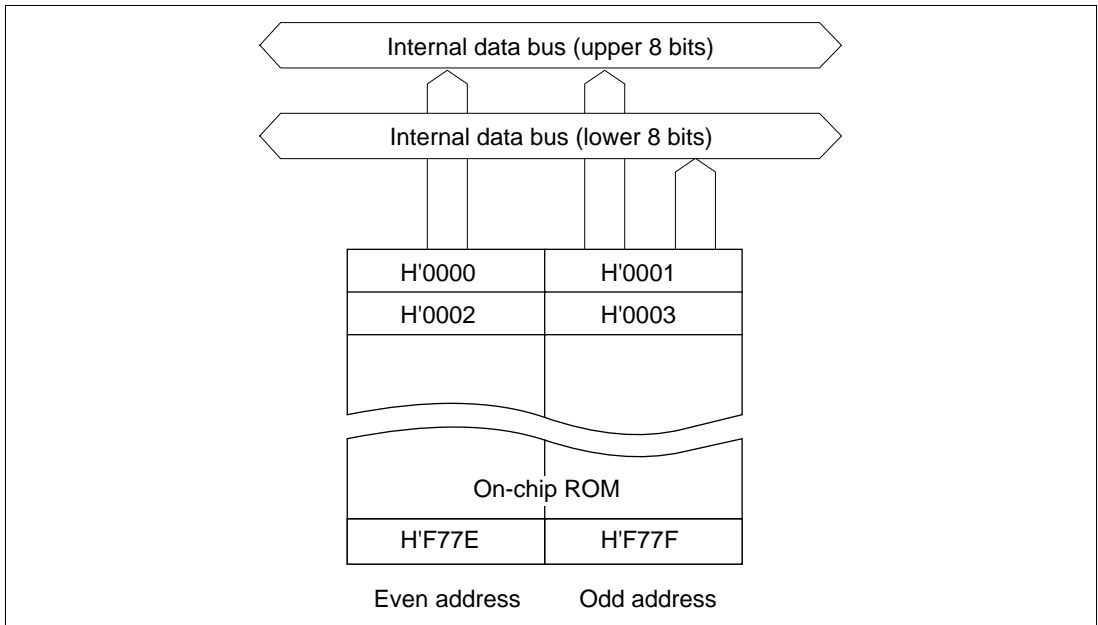 Internal data bus (upper 8 bits)
Internal data bus (lower 8 bits)
H'0000 H'0001
H'0002 H'0003
On-chip ROM
H'F77E H'F77F
Even address Odd address